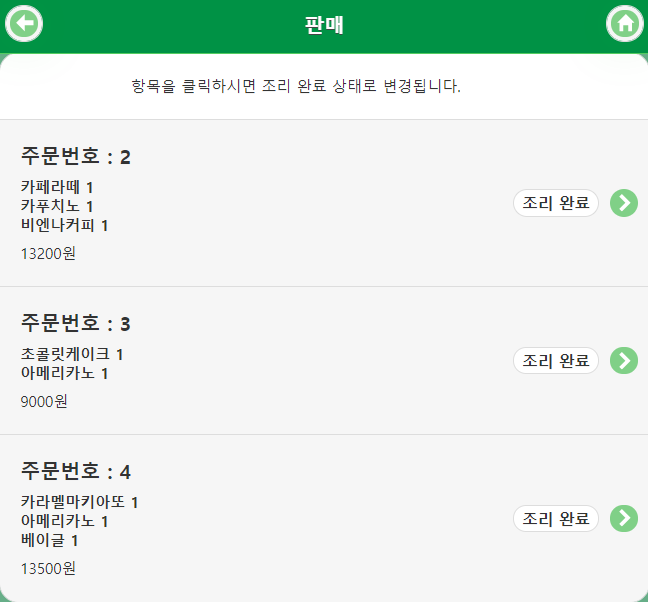 판매
항목을 클릭하시면 조리 완료 상태로 변경됩니다.
주문번호 : 2
카페라떼 1
카푸치노 1
비엔나커피 1
13200원
조리 완료
주문번호 : 3
초콜릿케이크 1
아메리카노 1
9000원
조리 완료
주문번호 : 4
카라멜마키아또 1
아메리카노 1
베이글 1
13500원
조리 완료